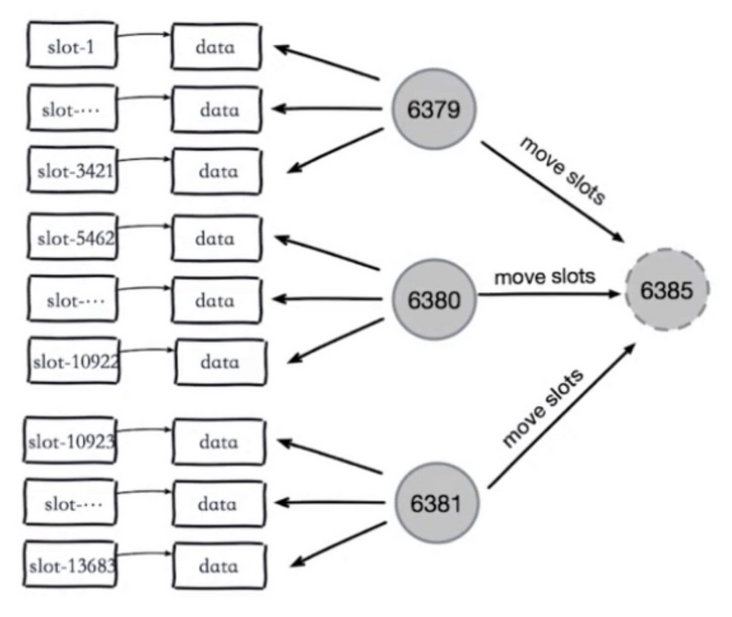 slot-1 data
slot-··· data
slot-3421 data
6379
move slots
slot-5462 data
slot-··· data
slot-10922 data
6380
move slots
6385
slot-10923 data
slot-··· data
slot-13683 data
6381
move slots